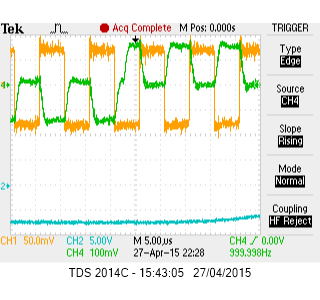 Tek Acq Complete M Pos: 0.000s TRIGGER
Type
Edge
Source
CH4
Slope
Rising
Mode
Normal
Coupling
HF Reject
4
2
CH1 50.0mV CH2 5.00V M 5.00µs CH4 / 0.00V
CH4 100mV 27-Apr-15 22:28 999.998Hz
TDS 2014C - 15:43:05 27/04/2015